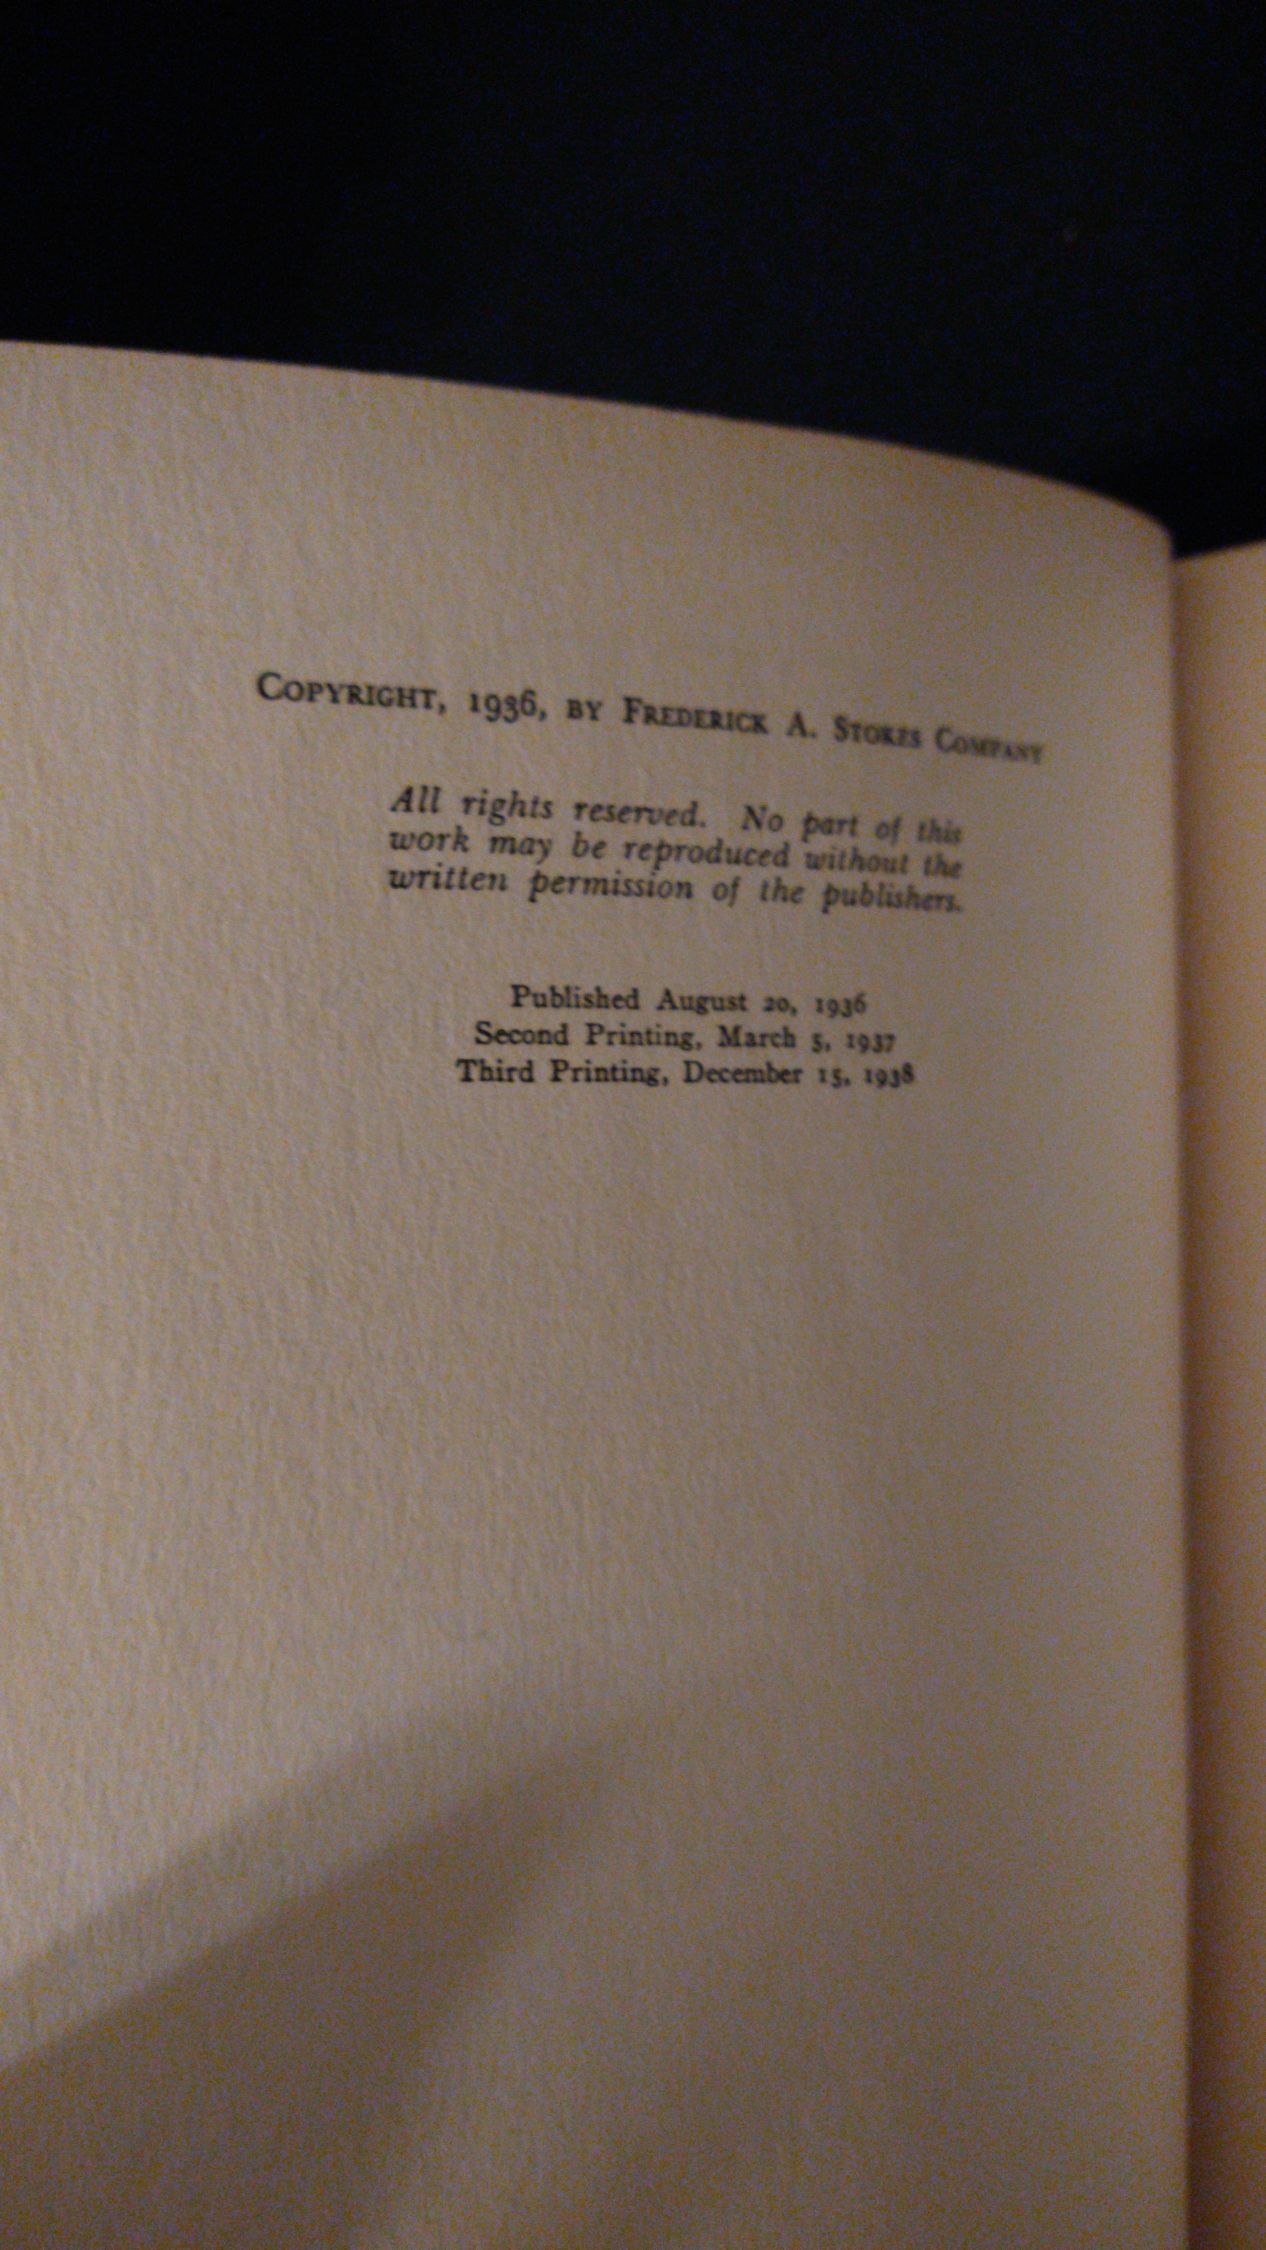 COPYRIGHT, 1936, BY FREDERICK A. STOKES COMPANY
All rights reserved. No part of this
work may be reproduced without the
written permission of the publishers.
Published August 20, 1936
Second Printing, March 5, 1937
Third Printing, December 15, 1938